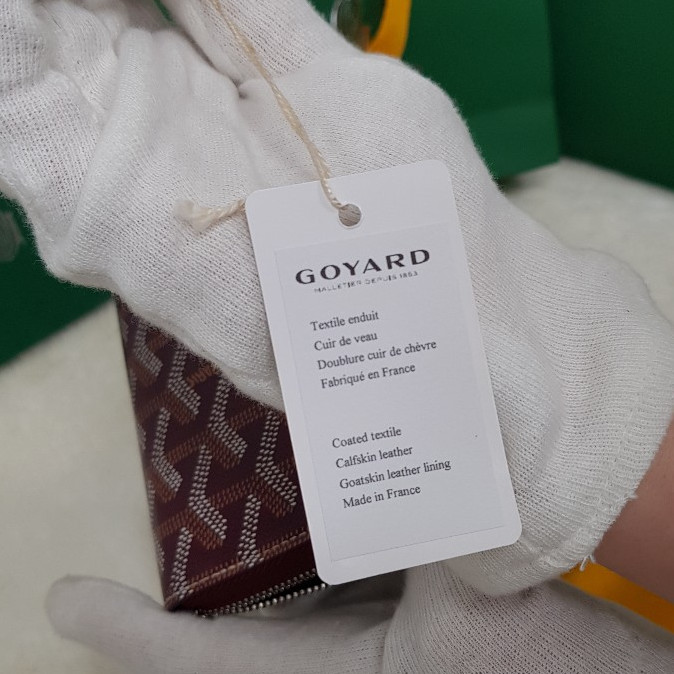 GOYARD
MALLETIER DEPUIS 1853
Textile enduit
Cuir de veau
Doublure cuir de chèvre
Fabriqué en France
Coated textile
Calfskin leather
Goatskin leather lining
Made in France